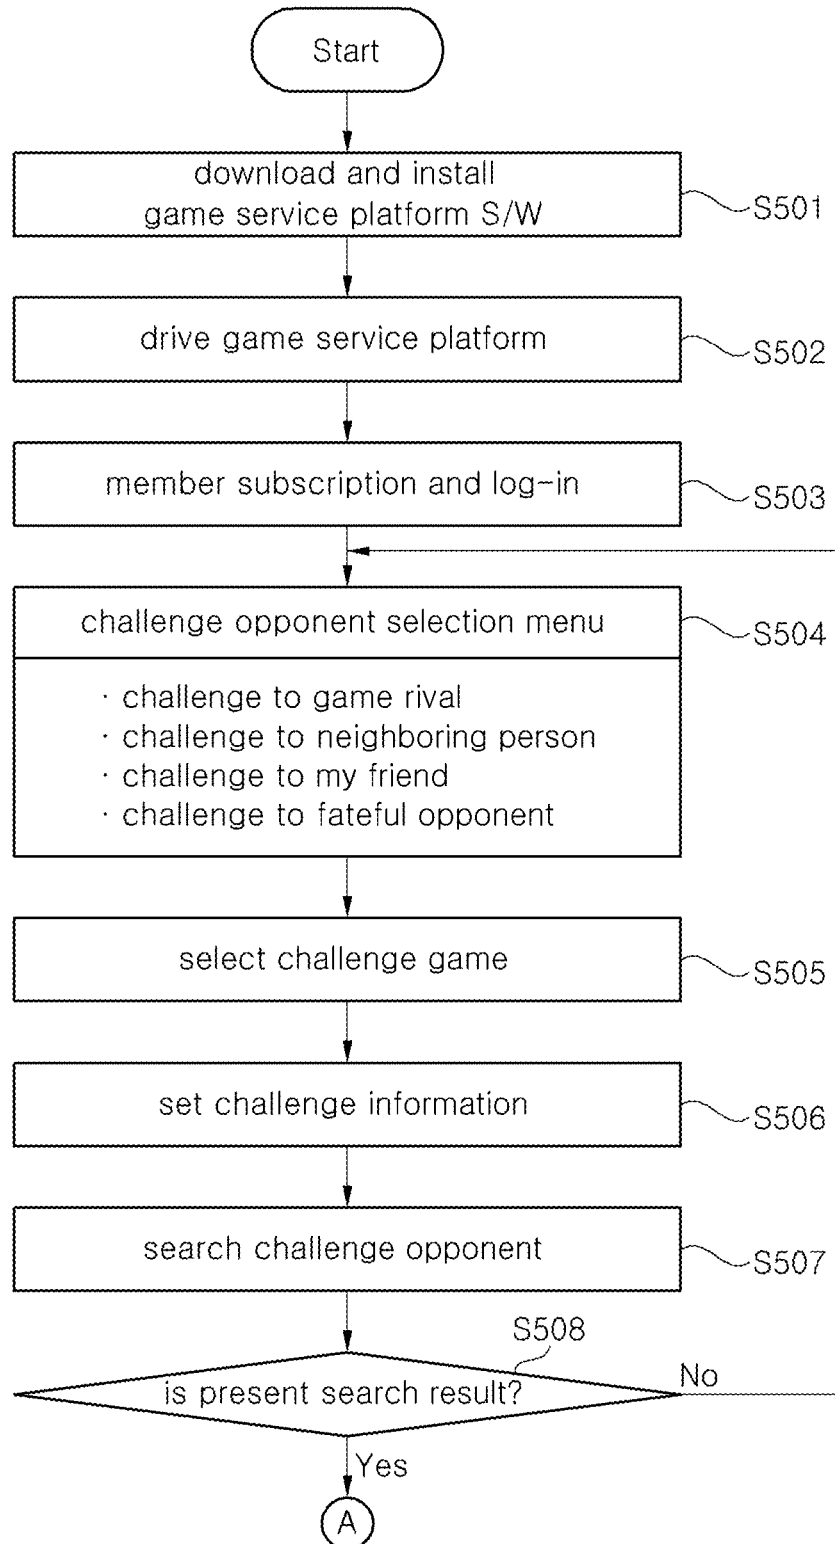 Start
download and install
game service platform S/W
S501
drive game service platform
S502
member subscription and log-in
S503
challenge opponent selection menu
S504
· challenge to game rival
· challenge to neighboring person
· challenge to my friend
· challenge to fateful opponent
select challenge game
S505
set challenge information
S506
search challenge opponent
S507
S508
is present search result?
No
Yes
A